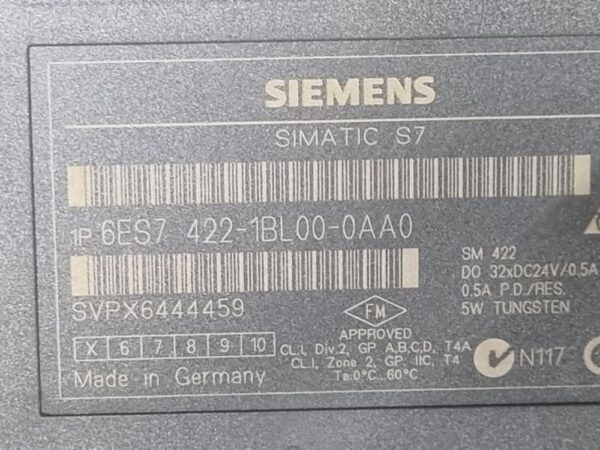 SIEMENS
SIMATIC S7
1P 6ES7 422-1BL00-0AA0
SVPX6444459
SM 422
DO 32xDC24V/0.5A
0.5A P.D./RES.
5W TUNGSTEN
FM
APPROVED
CL.I, Div.2, GP A,B,C,D, T4A
CL.I, Zone 2, GP IIC, T4
Ta:0°C...60°C
X 6 7 8 9 10
N117
Made in Germany